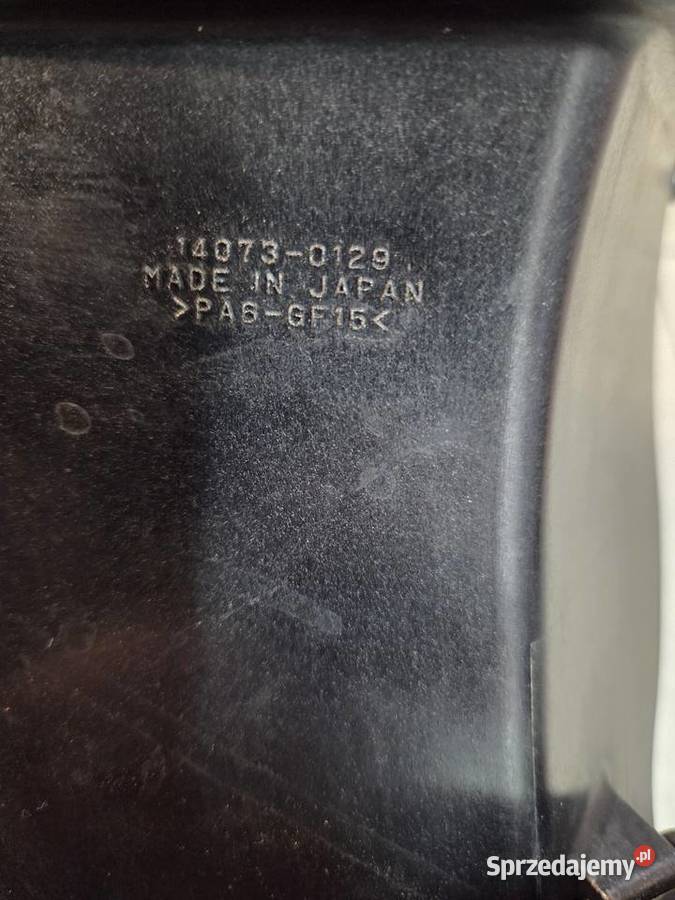 14073-0129
MADE IN JAPAN
>PA6-GF15<
Sprzedajemy.pl